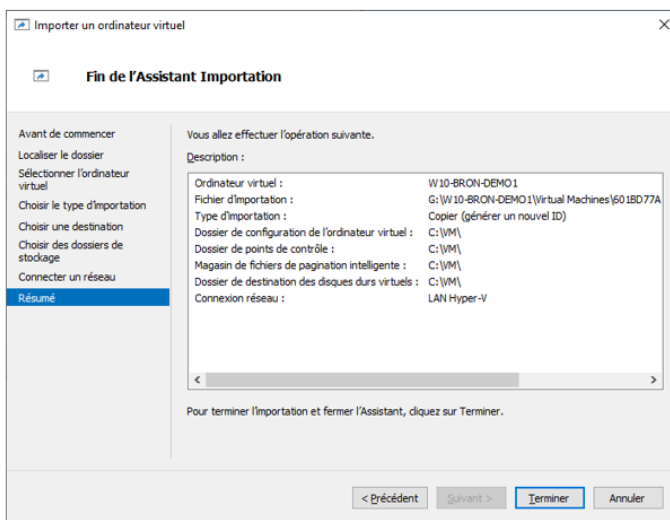 Importer un ordinateur virtuel
Fin de l'Assistant Importation
Avant de commencer
Localiser le dossier
Sélectionner l'ordinateur
virtuel
Choisir le type d'importation
Choisir une destination
Choisir des dossiers de
stockage
Connecter un réseau
Résumé
Vous allez effectuer l'opération suivante.
Description :
Ordinateur virtuel : W10-BRON-DEMO1
Fichier d'importation : G:\W10-BRON-DEMO1\Virtual Machines\601BD77A
Type d'importation : Copier (générer un nouvel ID)
Dossier de configuration de l'ordinateur virtuel : C:\VM\
Dossier de points de contrôle : C:\VM\
Magasin de fichiers de pagination intelligente : C:\VM\
Dossier de destination des disques durs virtuels : C:\VM\
Connexion réseau : LAN Hyper-V
Pour terminer l'importation et fermer l'Assistant, cliquez sur Terminer.
< Précédent Suivant > Terminer Annuler